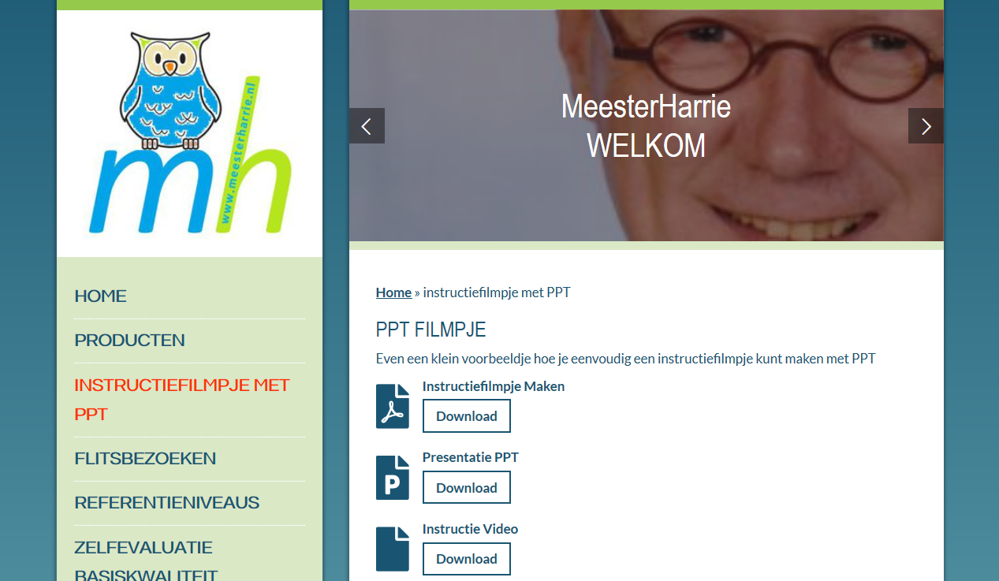 mh
www.meesterharrie.nl
HOME
PRODUCTEN
INSTRUCTIEFILMPJE MET
PPT
FLITSBEZOEKEN
REFERENTIENIVEAUS
ZELFEVALUATIE
BASISKWALITEIT
MeesterHarrie
WELKOM
Home » instructiefilmpje met PPT
PPT FILMPJE
Even een klein voorbeeldje hoe je eenvoudig een instructiefilmpje kunt maken met PPT
Instructiefilmpje Maken
Download
Presentatie PPT
P
Download
Instructie Video
Download